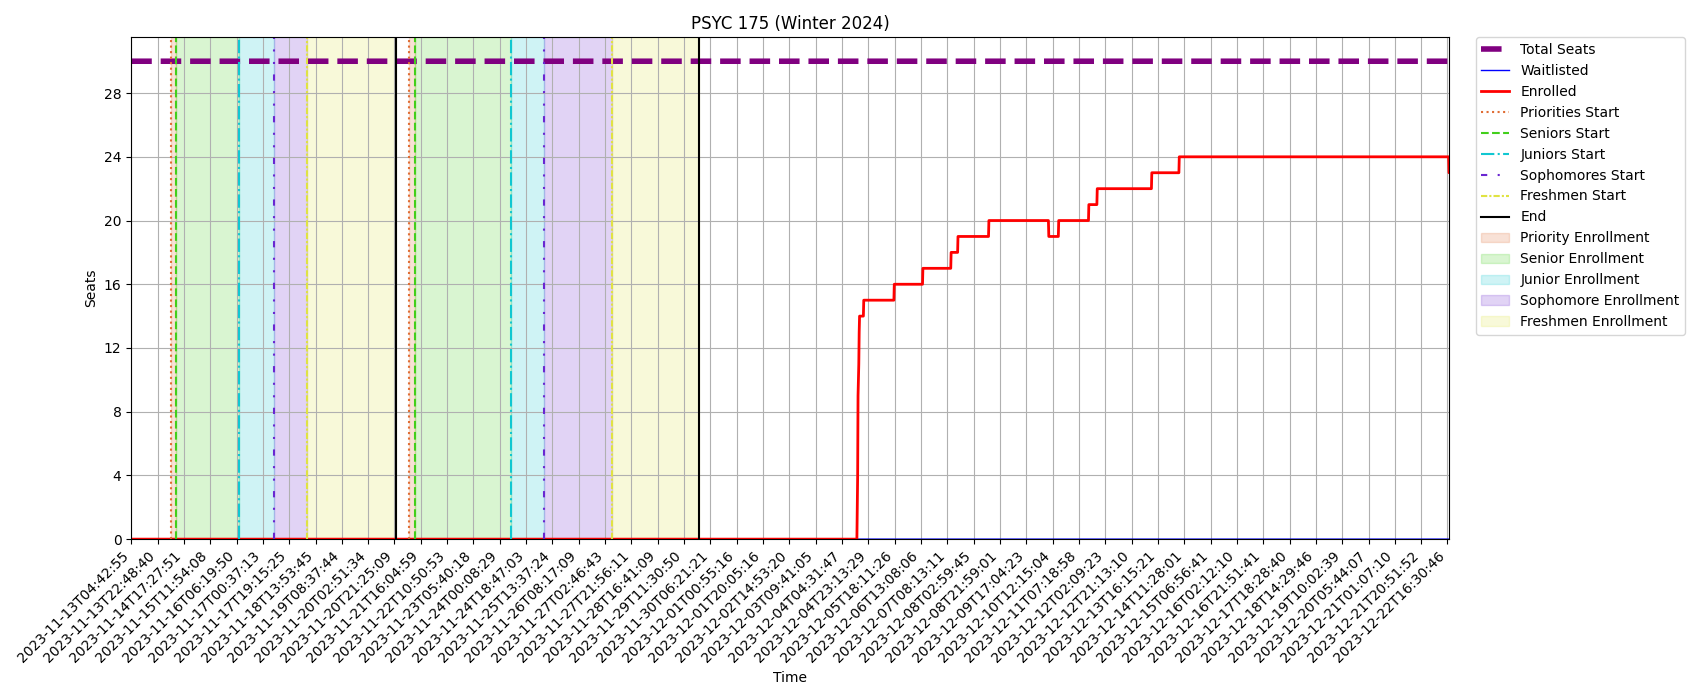 PSYC 175 (Winter 2024)
Total Seats
Waitlisted
Enrolled
Priorities Start
Seniors Start
Juniors Start
Sophomores Start
Freshmen Start
End
Priority Enrollment
Senior Enrollment
Junior Enrollment
Sophomore Enrollment
Freshmen Enrollment
Seats
28
24
20
16
12
8
4
0
2023-11-13T04:42:55
2023-11-13T22:48:40
2023-11-14T17:27:51
2023-11-15T11:54:08
2023-11-16T06:19:50
2023-11-17T00:37:13
2023-11-17T19:15:23
2023-11-18T13:53:45
2023-11-19T08:37:44
2023-11-20T02:51:34
2023-11-20T21:25:09
2023-11-21T16:04:59
2023-11-22T10:50:53
2023-11-23T05:40:18
2023-11-24T00:08:29
2023-11-24T18:47:03
2023-11-25T13:37:24
2023-11-26T08:17:09
2023-11-27T02:46:43
2023-11-27T21:56:11
2023-11-28T16:41:09
2023-11-29T11:30:50
2023-11-30T06:21:21
2023-12-01T00:55:16
2023-12-01T20:05:16
2023-12-02T14:53:20
2023-12-03T09:41:05
2023-12-04T04:31:47
2023-12-04T23:13:29
2023-12-05T18:11:26
2023-12-06T13:08:06
2023-12-07T08:13:11
2023-12-08T02:59:45
2023-12-08T21:59:01
2023-12-09T17:04:23
2023-12-10T12:15:04
2023-12-11T07:18:58
2023-12-12T02:09:23
2023-12-12T21:13:10
2023-12-13T16:15:21
2023-12-14T11:28:01
2023-12-15T06:56:41
2023-12-16T02:12:10
2023-12-16T21:51:41
2023-12-17T18:28:40
2023-12-18T14:29:46
2023-12-19T10:02:39
2023-12-20T05:44:07
2023-12-21T01:07:10
2023-12-21T20:51:52
2023-12-22T16:30:46
Time